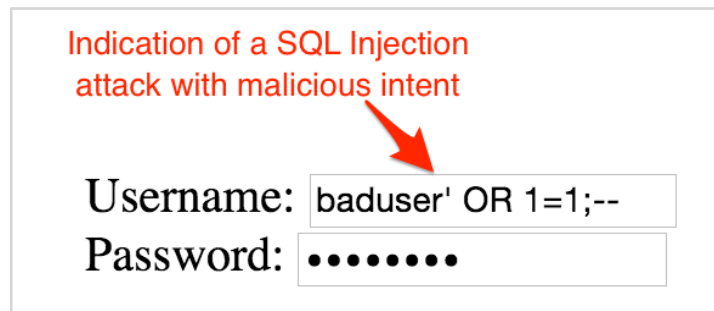 Indication of a SQL Injection
attack with malicious intent
Username: baduser' OR 1=1;--
Password: ••••••••